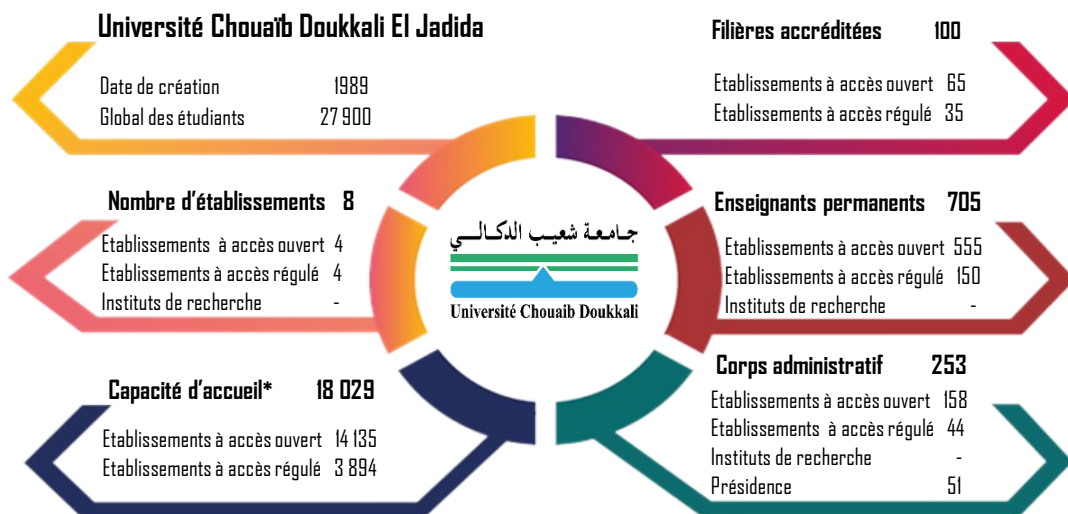 Université Chouaïb Doukkali El Jadida
Date de création 1989
Global des étudiants 27 900
Filières accréditées 100
Etablissements à accès ouvert 65
Etablissements à accès régulé 35
Nombre d'établissements 8
Etablissements à accès ouvert 4
Etablissements à accès régulé 4
Instituts de recherche -
جـامـعـة شعيـب الدكـالـــي
Université Chouaib Doukkali
Enseignants permanents 705
Etablissements à accès ouvert 555
Etablissements à accès régulé 150
Instituts de recherche -
Capacité d'accueil* 18 029
Etablissements à accès ouvert 14 135
Etablissements à accès régulé 3 894
Corps administratif 253
Etablissements à accès ouvert 158
Etablissements à accès régulé 44
Instituts de recherche -
Présidence 51